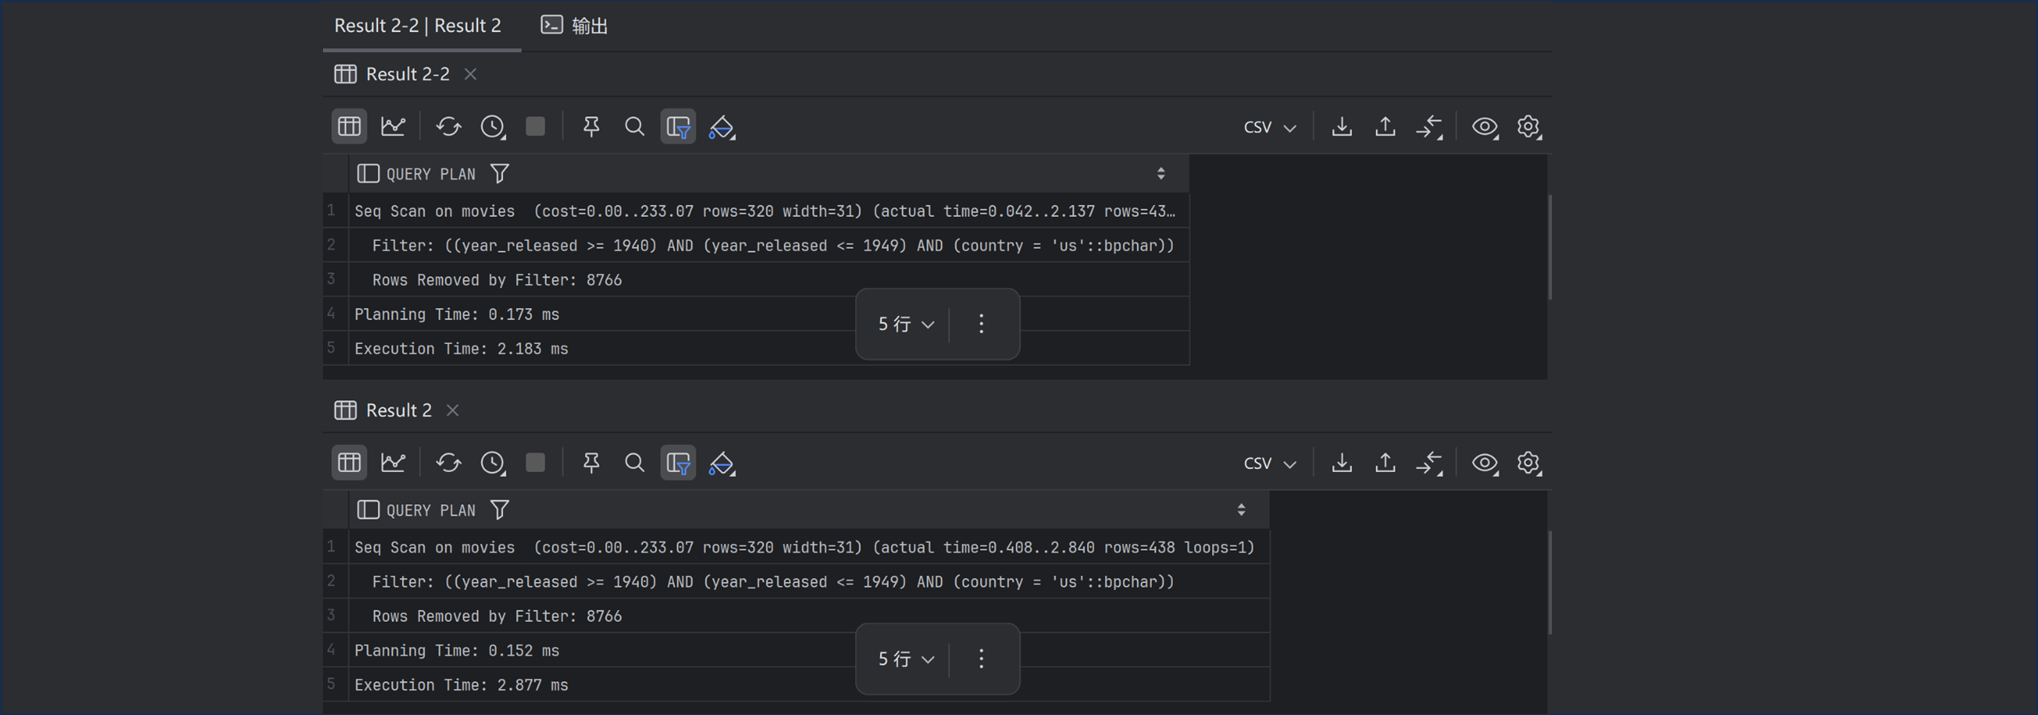 Result 2-2 | Result 2
输出
Result 2-2
CSV
QUERY PLAN
1 Seq Scan on movies (cost=0.00..233.07 rows=320 width=31) (actual time=0.042..2.137 rows=43…
2 Filter: ((year_released >= 1940) AND (year_released <= 1949) AND (country = 'us'::bpchar))
3 Rows Removed by Filter: 8766
4 Planning Time: 0.173 ms
5 Execution Time: 2.183 ms
5 行
Result 2
CSV
QUERY PLAN
1 Seq Scan on movies (cost=0.00..233.07 rows=320 width=31) (actual time=0.408..2.840 rows=438 loops=1)
2 Filter: ((year_released >= 1940) AND (year_released <= 1949) AND (country = 'us'::bpchar))
3 Rows Removed by Filter: 8766
4 Planning Time: 0.152 ms
5 Execution Time: 2.877 ms
5 行